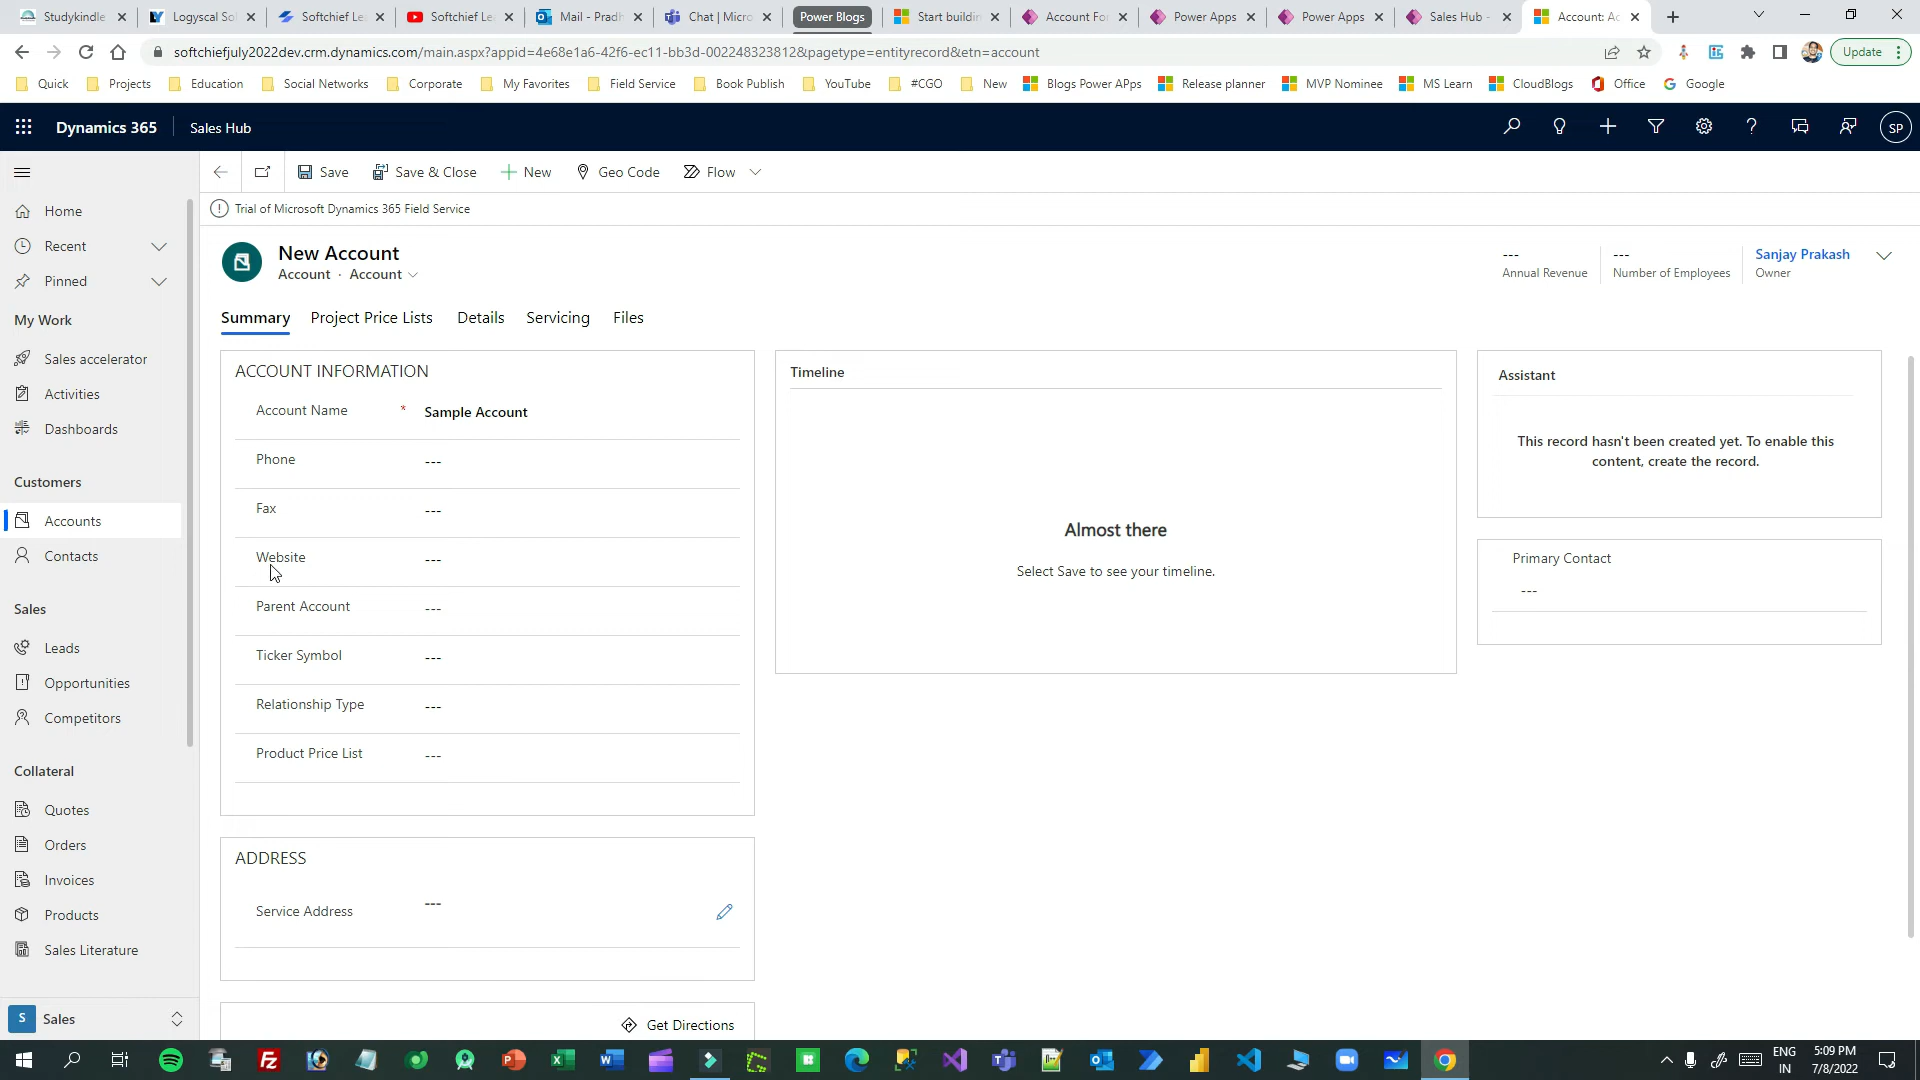 Studykindle
Logyscal Sol
Softchief Le
Softchief Le
Mail - Pradh
Chat | Micro
Power Blogs
Start buildin
Account For
Power Apps
Power Apps
Sales Hub -
Account: Ac
softchiefjuly2022dev.crm.dynamics.com/main.aspx?appid=4e68e1a6-42f6-ec11-bb3d-002248323812&pagetype=entityrecord&etn=account
Update
Quick
Projects
Education
Social Networks
Corporate
My Favorites
Field Service
Book Publish
YouTube
#CGO
New
Blogs Power APps
Release planner
MVP Nominee
MS Learn
CloudBlogs
Office
Google
Dynamics 365
Sales Hub
SP
Save
Save & Close
New
Geo Code
Flow
Trial of Microsoft Dynamics 365 Field Service
Home
Recent
Pinned
My Work
Sales accelerator
Activities
Dashboards
Customers
Accounts
Contacts
Sales
Leads
Opportunities
Competitors
Collateral
Quotes
Orders
Invoices
Products
Sales Literature
S Sales
New Account
Account · Account
---
Annual Revenue
---
Number of Employees
Sanjay Prakash
Owner
Summary
Project Price Lists
Details
Servicing
Files
ACCOUNT INFORMATION
Account Name * Sample Account
Phone ---
Fax ---
Website ---
Parent Account ---
Ticker Symbol ---
Relationship Type ---
Product Price List ---
ADDRESS
Service Address ---
Get Directions
Timeline
Almost there
Select Save to see your timeline.
Assistant
This record hasn't been created yet. To enable this
content, create the record.
Primary Contact
---
ENG
IN
5:09 PM
7/8/2022